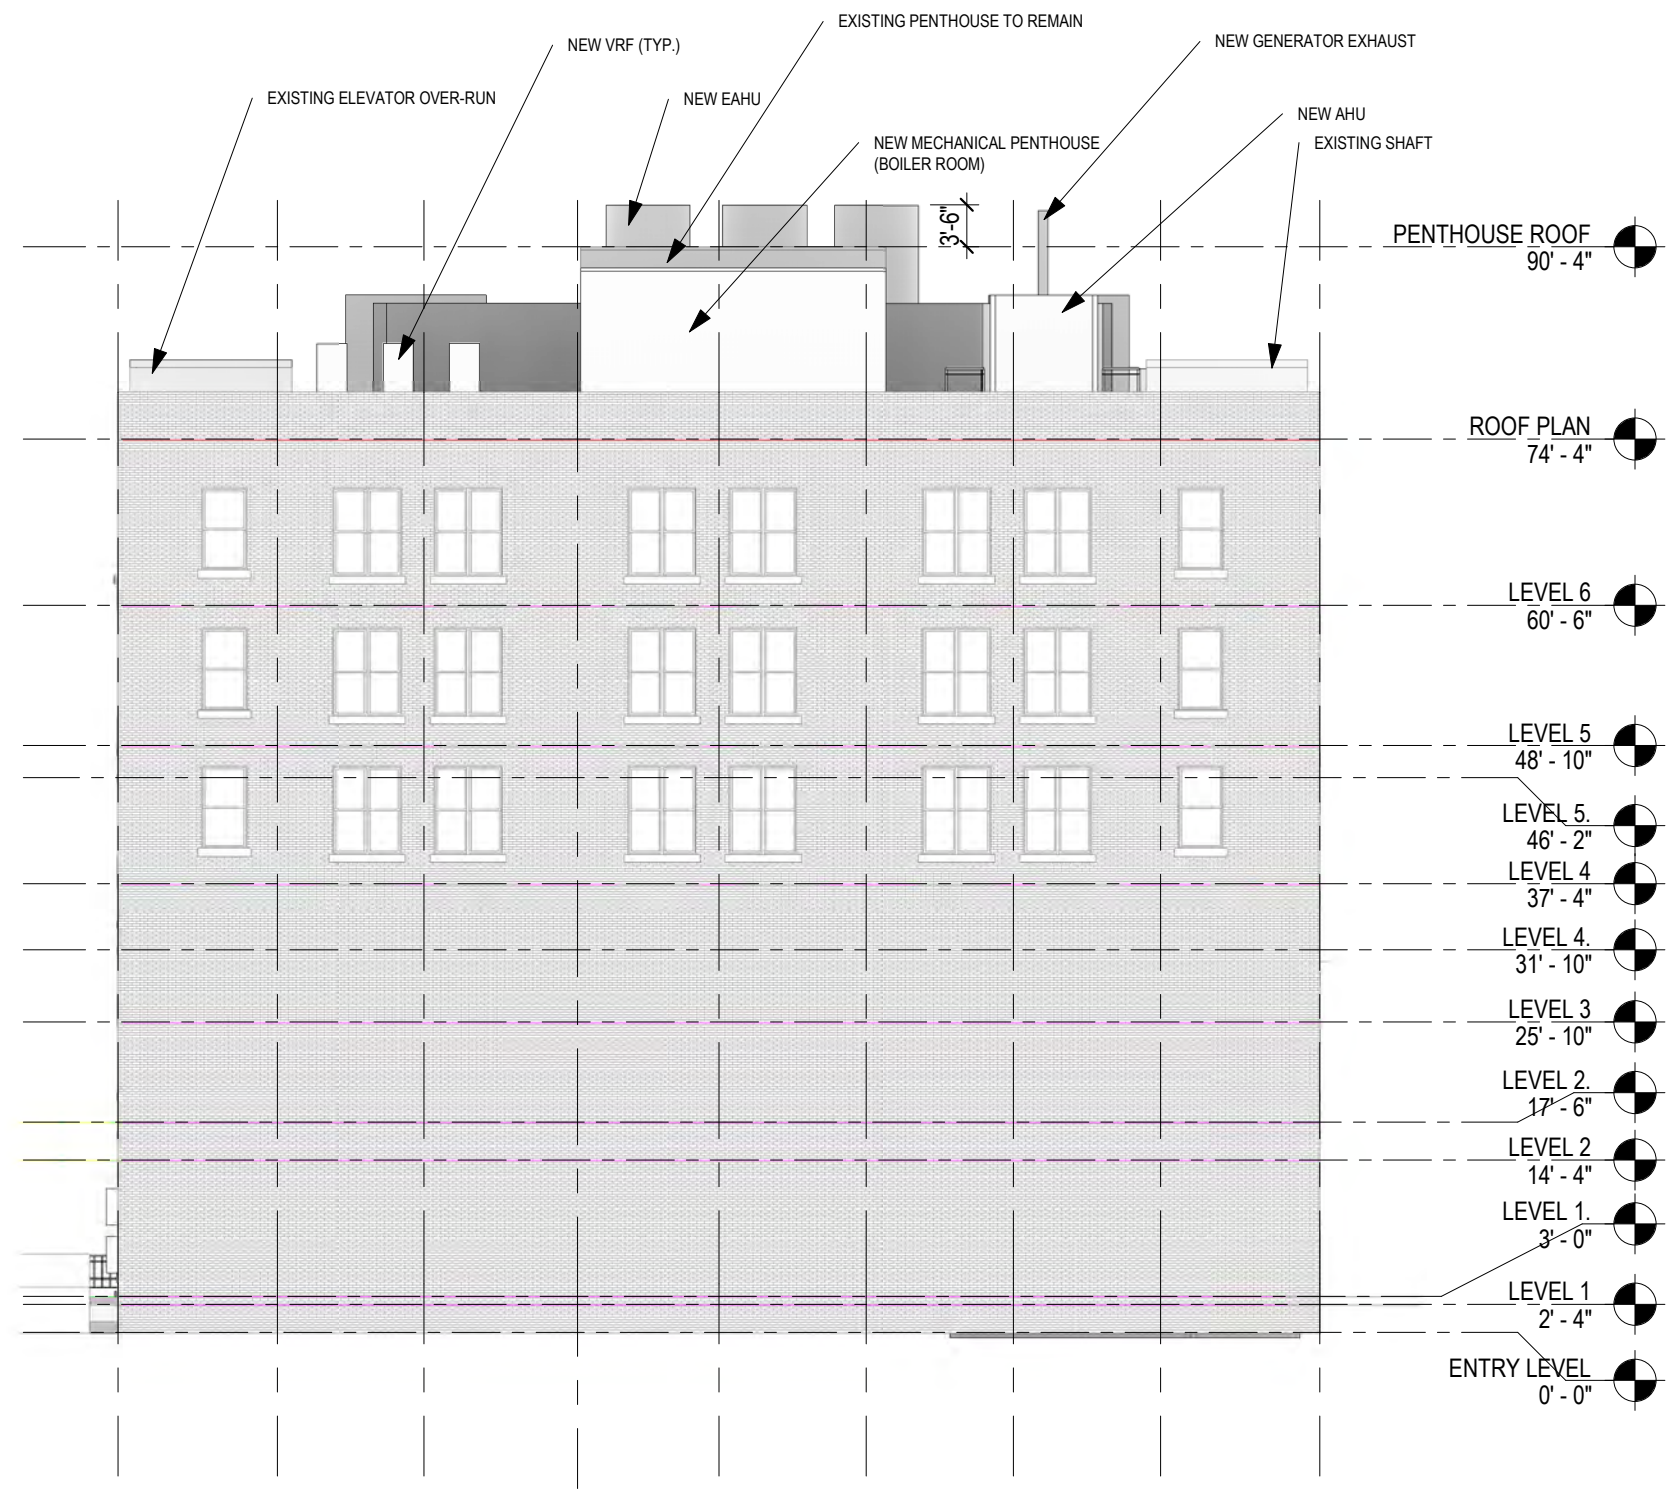 EXISTING PENTHOUSE TO REMAIN
NEW VRF (TYP.)
NEW GENERATOR EXHAUST
EXISTING ELEVATOR OVER-RUN
NEW EAHU
NEW AHU
NEW MECHANICAL PENTHOUSE
(BOILER ROOM)
EXISTING SHAFT
3'-6"
PENTHOUSE ROOF
90' - 4"
ROOF PLAN
74' - 4"
LEVEL 6
60' - 6"
LEVEL 5
48' - 10"
LEVEL 5.
46' - 2"
LEVEL 4
37' - 4"
LEVEL 4.
31' - 10"
LEVEL 3
25' - 10"
LEVEL 2.
17' - 6"
LEVEL 2
14' - 4"
LEVEL 1.
3' - 0"
LEVEL 1
2' - 4"
ENTRY LEVEL
0' - 0"